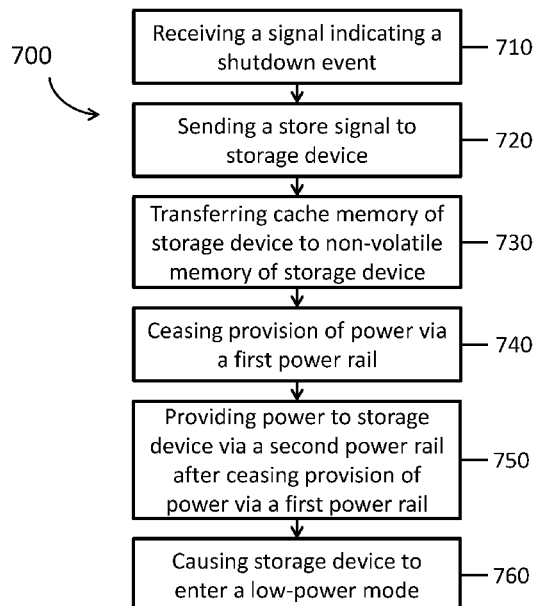 700
Receiving a signal indicating a
shutdown event
710
Sending a store signal to
storage device
720
Transferring cache memory of
storage device to non-volatile
memory of storage device
730
Ceasing provision of power via
a first power rail
740
Providing power to storage
device via a second power rail
after ceasing provision of
power via a first power rail
750
Causing storage device to
enter a low-power mode
760